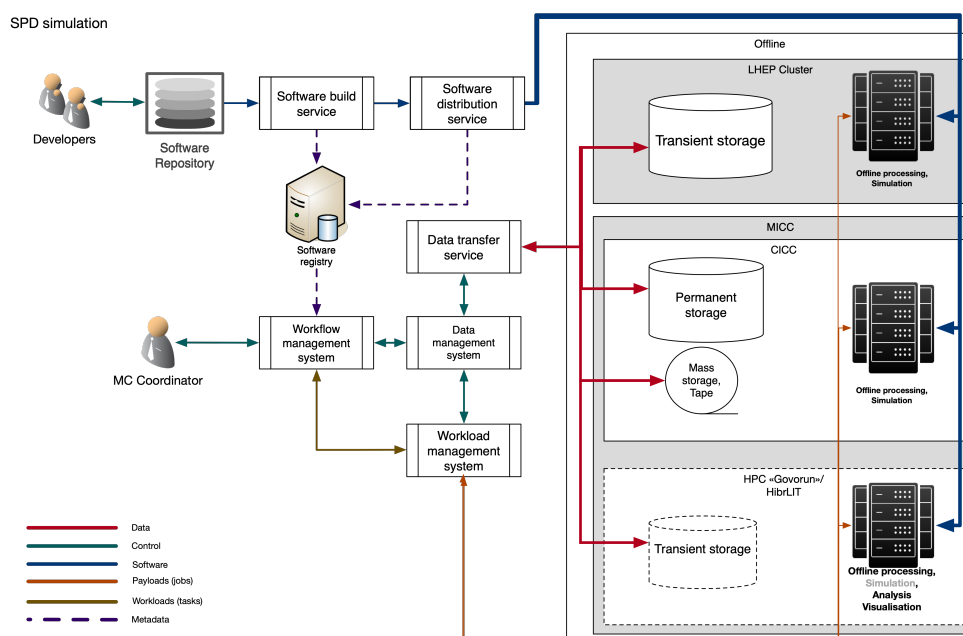 SPD simulation
Developers
Software
Repository
Software build
service
Software
distribution
service
Software
registry
Data transfer
service
MC Coordinator
Workflow
management
system
Data
management
system
Workload
management
system
Offline
LHEP Cluster
Transient storage
Offline processing,
Simulation
MICC
CICC
Permanent
storage
Mass
storage,
Tape
Offline processing,
Simulation
HPC «Govorun»/
HibrLIT
Transient storage
Offline processing,
Simulation,
Analysis
Visualisation
Data
Control
Software
Payloads (jobs)
Workloads (tasks)
Metadata